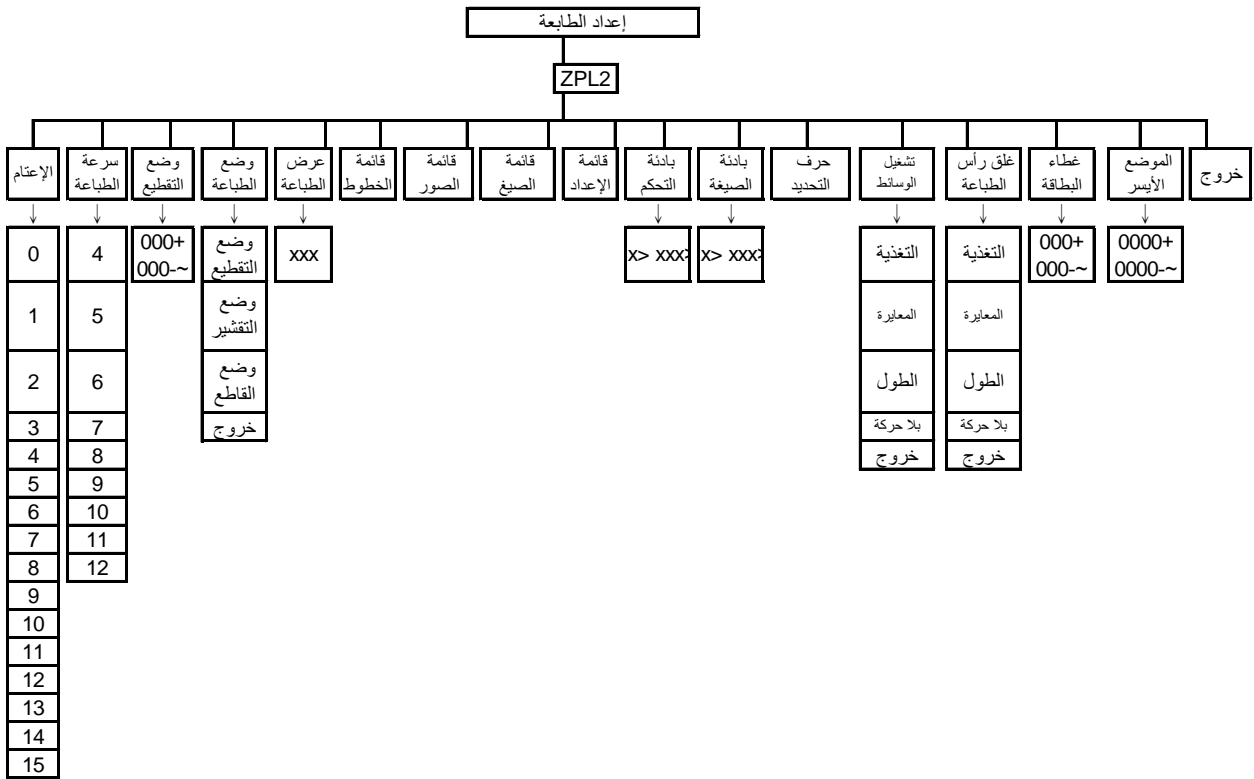 إعداد الطابعة
ZPL2
الإعتام
سرعة
الطباعة
وضع
التقطيع
وضع
الطباعة
عرض
الطباعة
قائمة
الخطوط
قائمة
الصور
قائمة
الصيغ
قائمة
الإعداد
بادئة
التحكم
بادئة
الصيغة
حرف
التحديد
تشغيل
الوسائط
غلق رأس
الطباعة
غطاء
البطاقة
الموضع
الأيسر
خروج
↓
↓
↓
↓
↓
↓
↓
↓
↓
↓
↓
0
1
2
3
4
5
6
7
8
9
10
11
12
13
14
15
4
5
6
7
8
9
10
11
12
000+
000-~
وضع
التقطيع
وضع
التقشير
وضع
القاطع
خروج
xxx
x> xxx>
x> xxx>
التغذية
المعايرة
الطول
بلا حركة
خروج
التغذية
المعايرة
الطول
بلا حركة
خروج
000+
000-~
0000+
0000-~